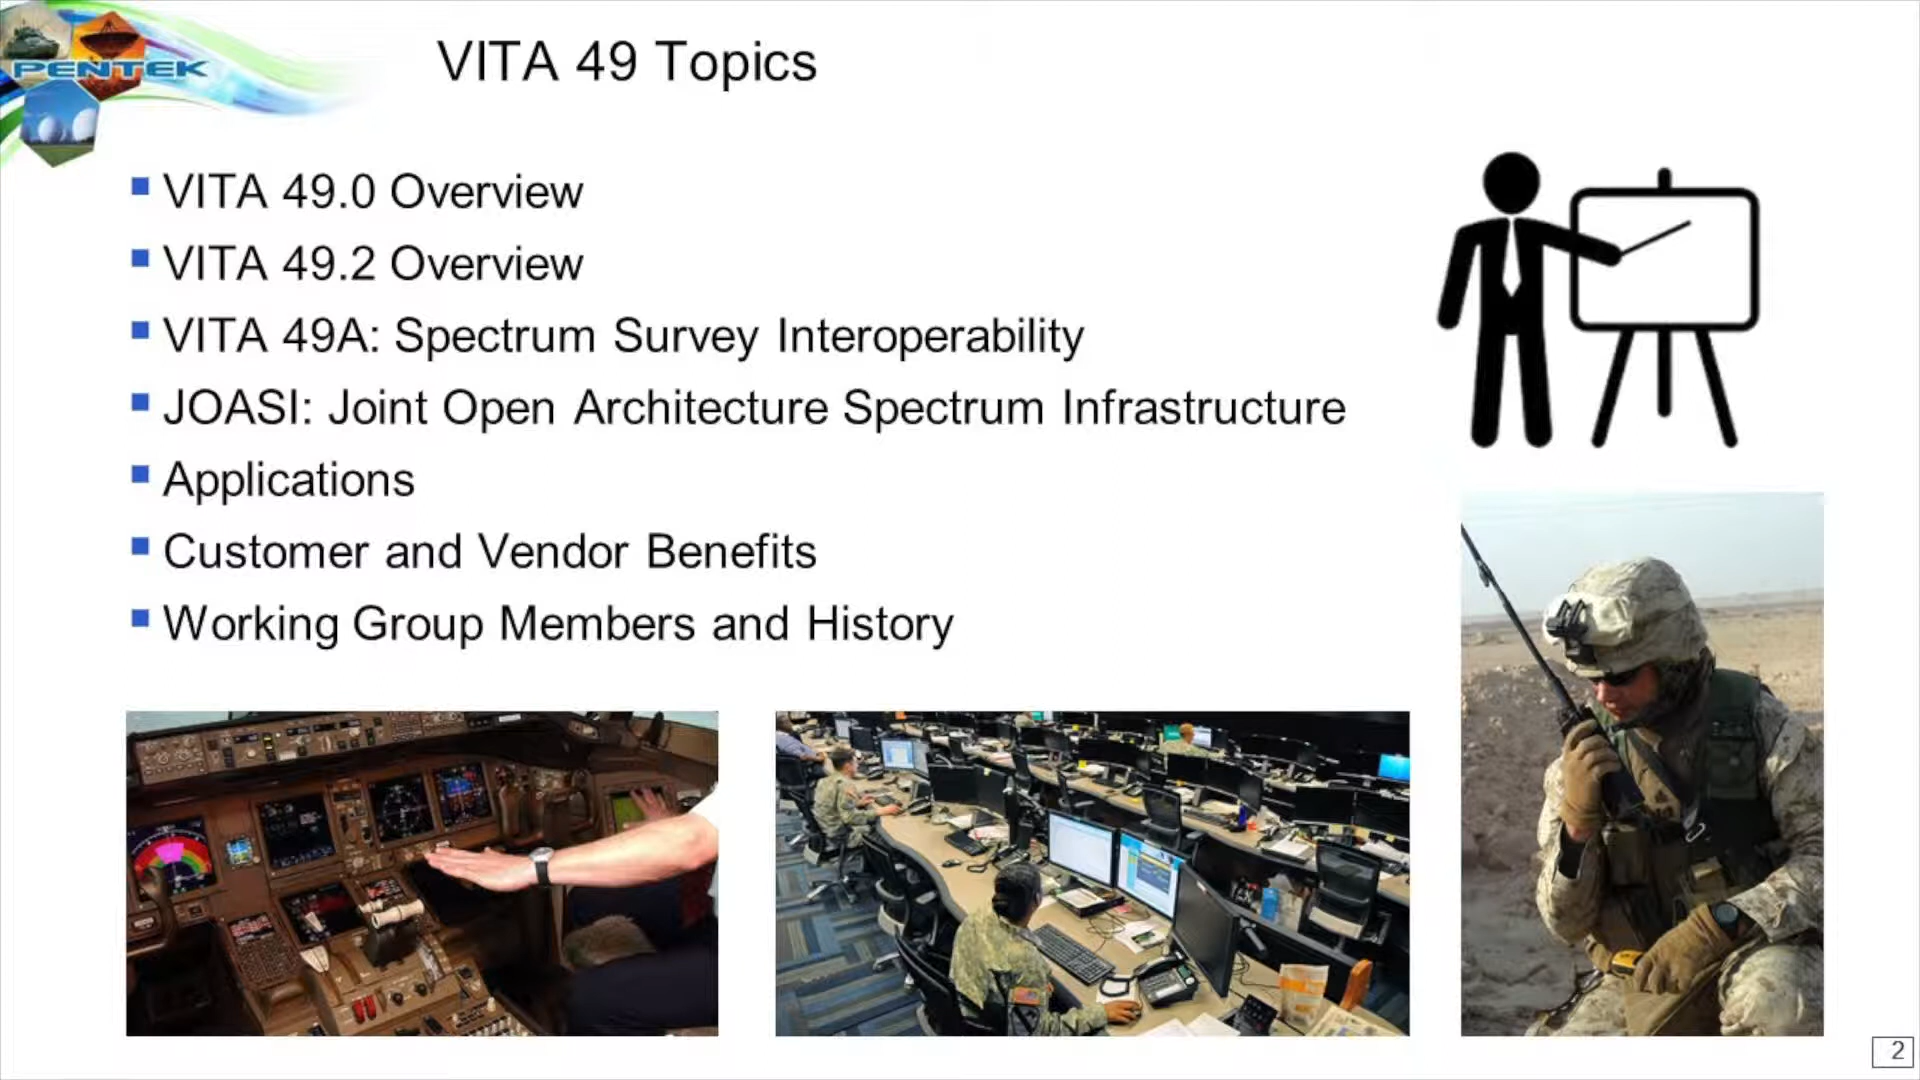 PENTEK
VITA 49 Topics
VITA 49.0 Overview
VITA 49.2 Overview
VITA 49A: Spectrum Survey Interoperability
JOASI: Joint Open Architecture Spectrum Infrastructure
Applications
Customer and Vendor Benefits
Working Group Members and History
2